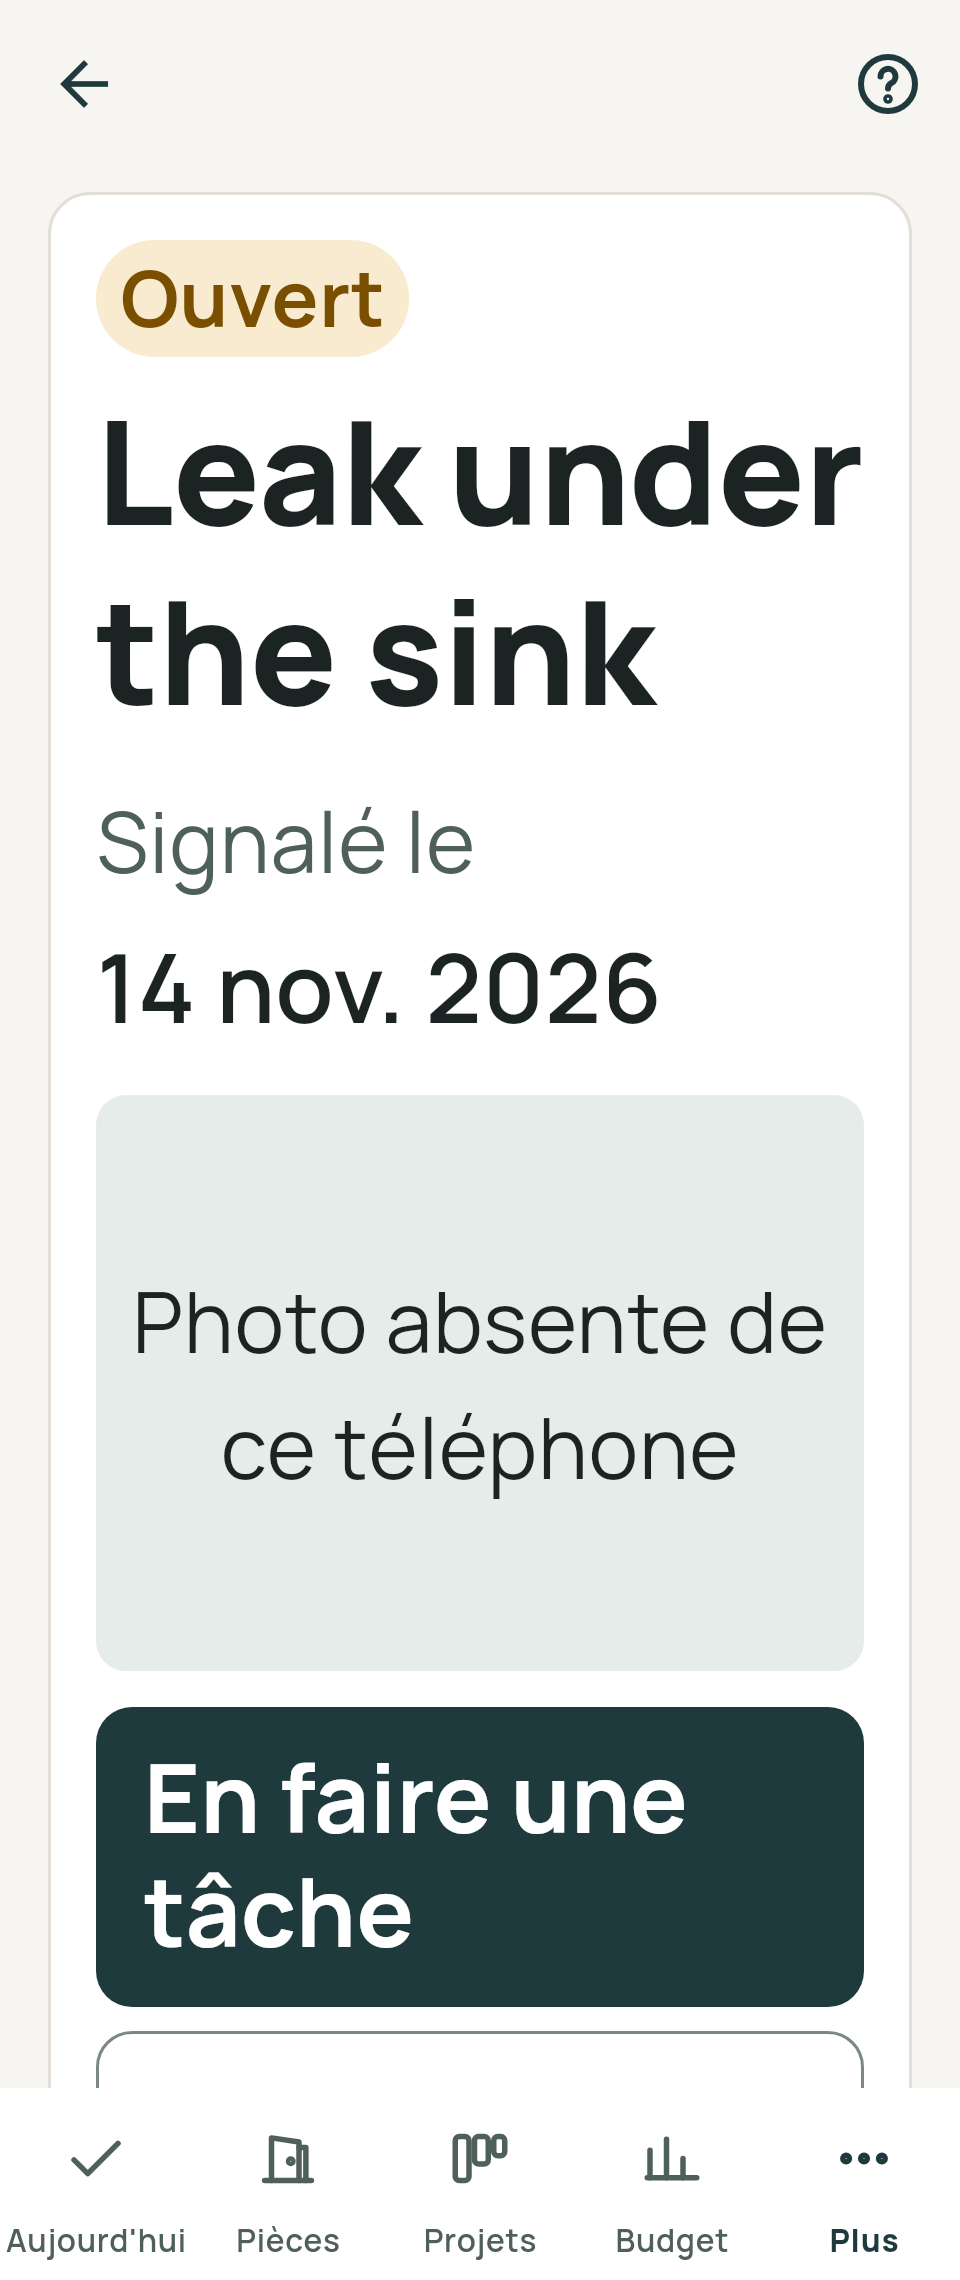 Ouvert
Leak under
the sink
Signalé le
14 nov. 2026
Photo absente de
ce téléphone
En faire une
tâche
Aujourd'hui
Pièces
Projets
Budget
Plus